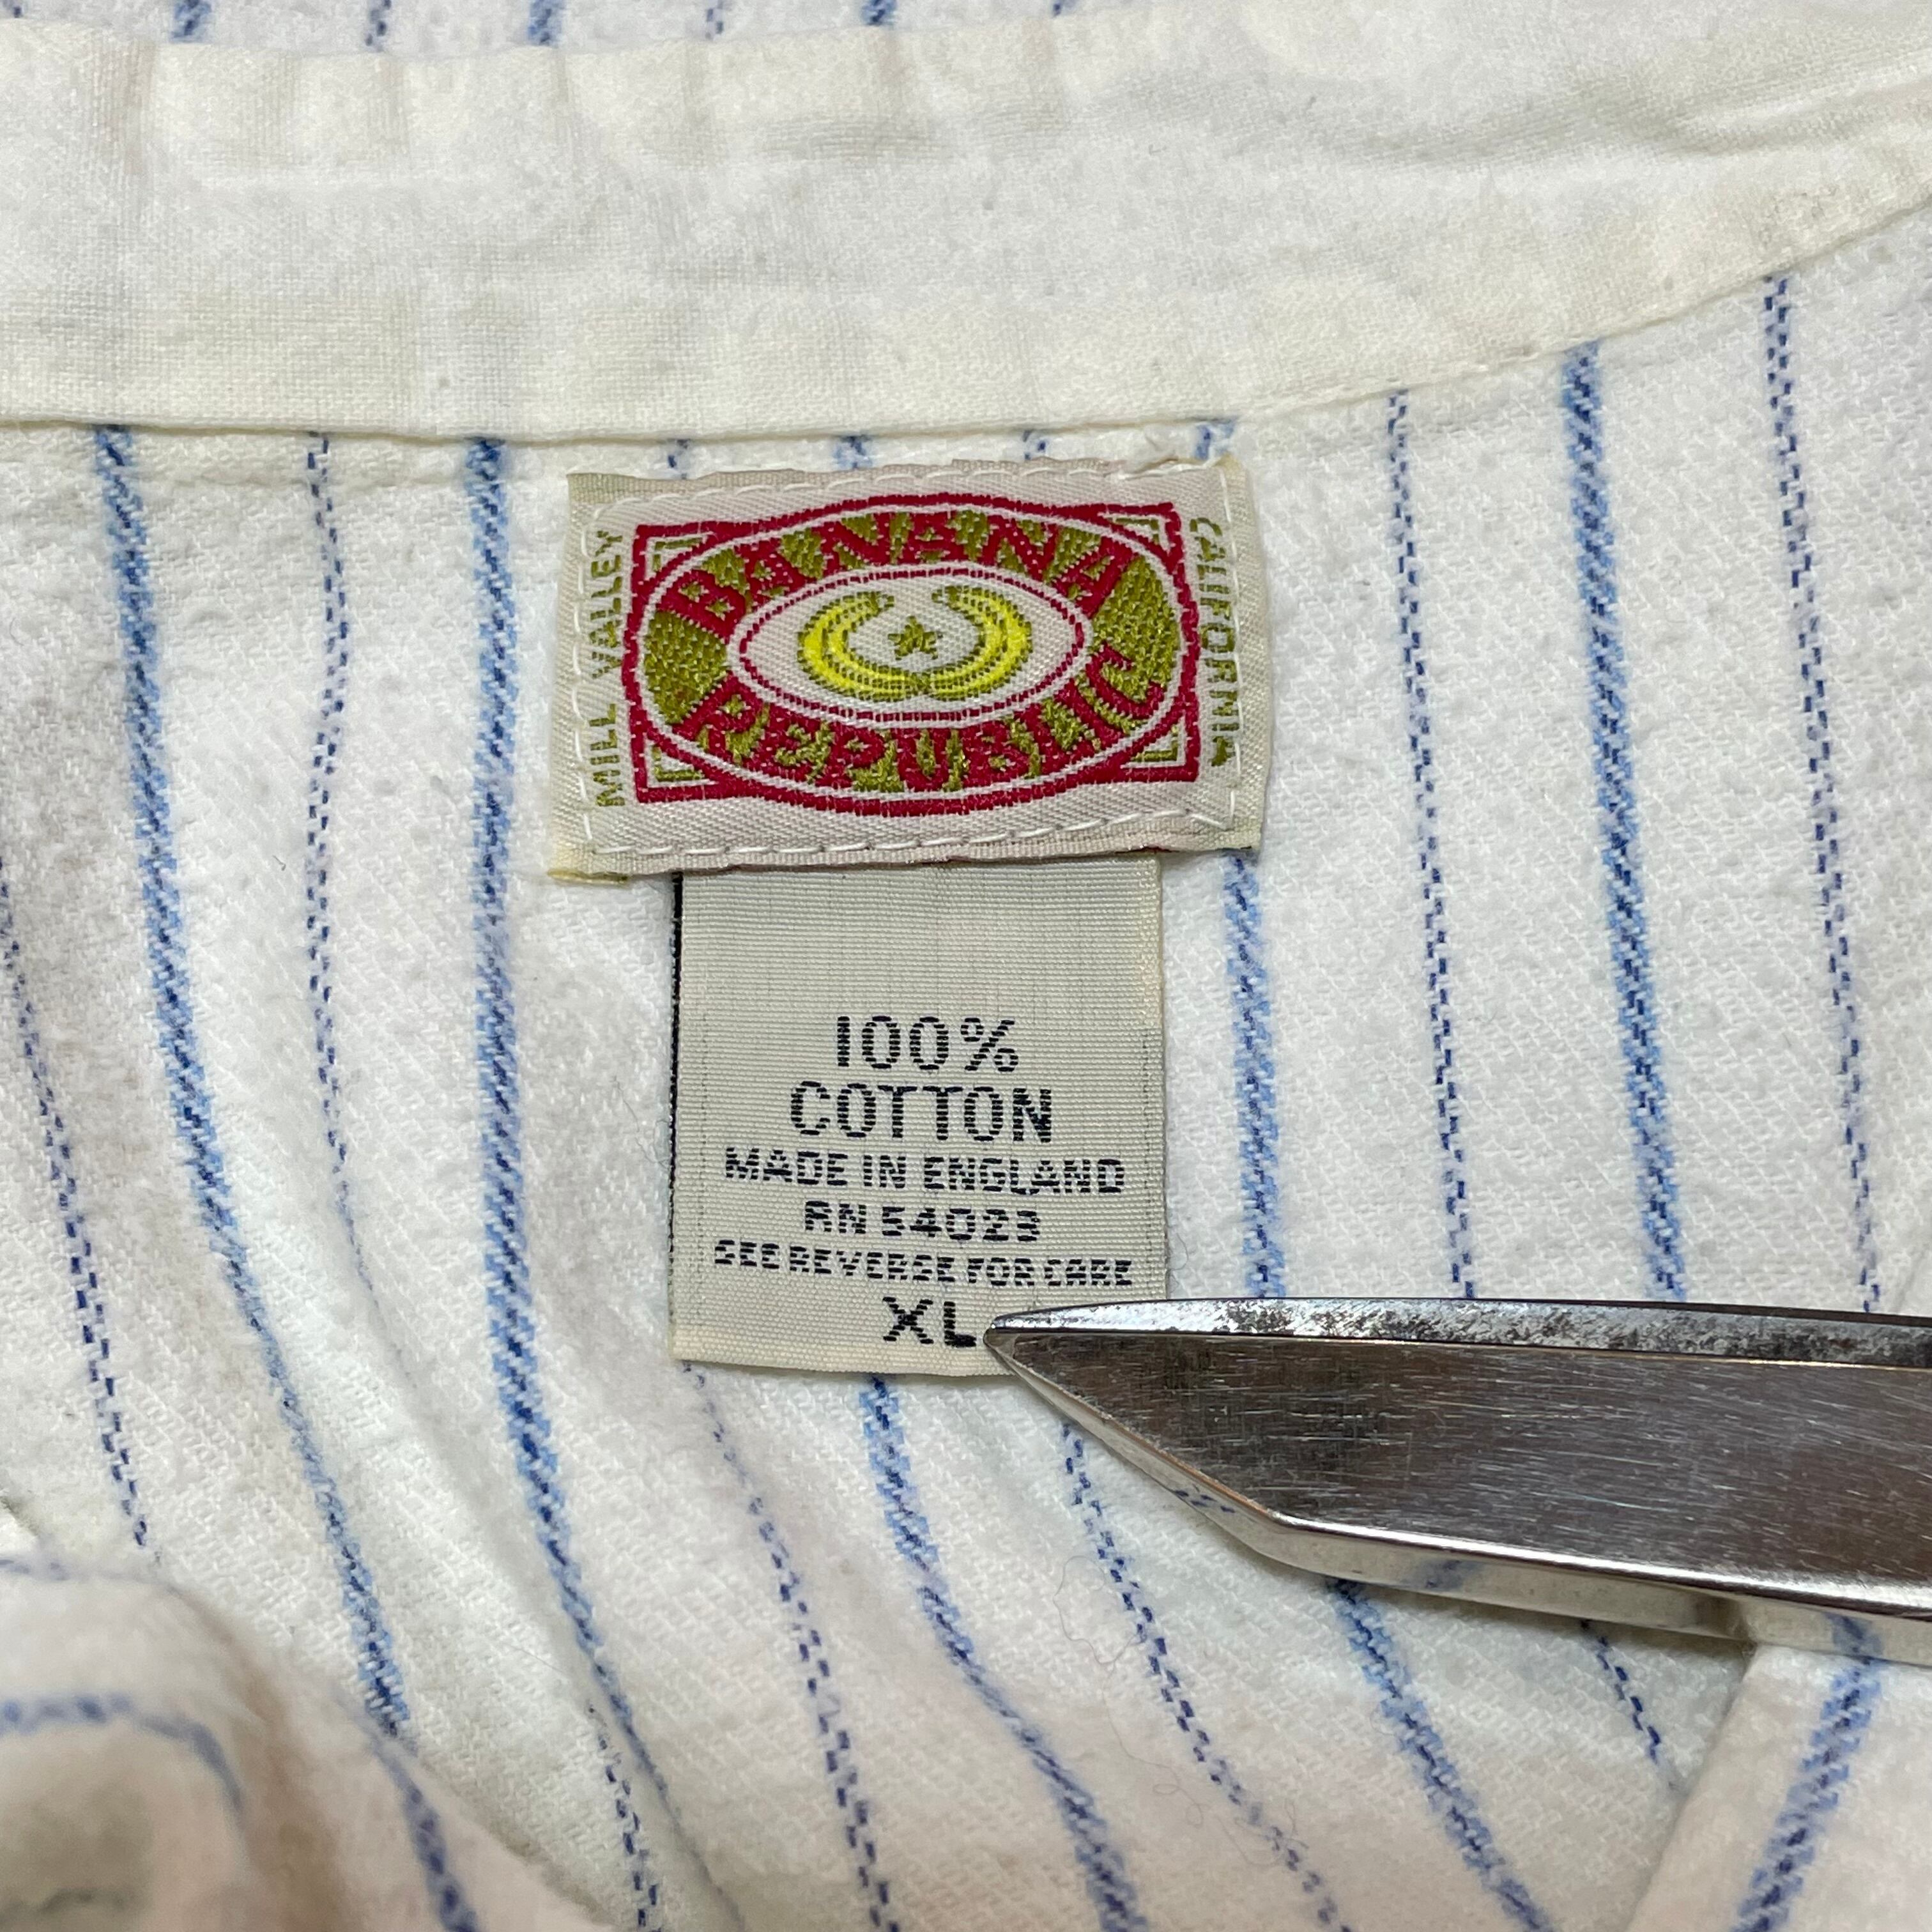 MILL VALLEY
BANANA
REPUBLIC
CALIFORNIA
100%
COTTON
MADE IN ENGLAND
RN 54023
SEE REVERSE FOR CARE
XL